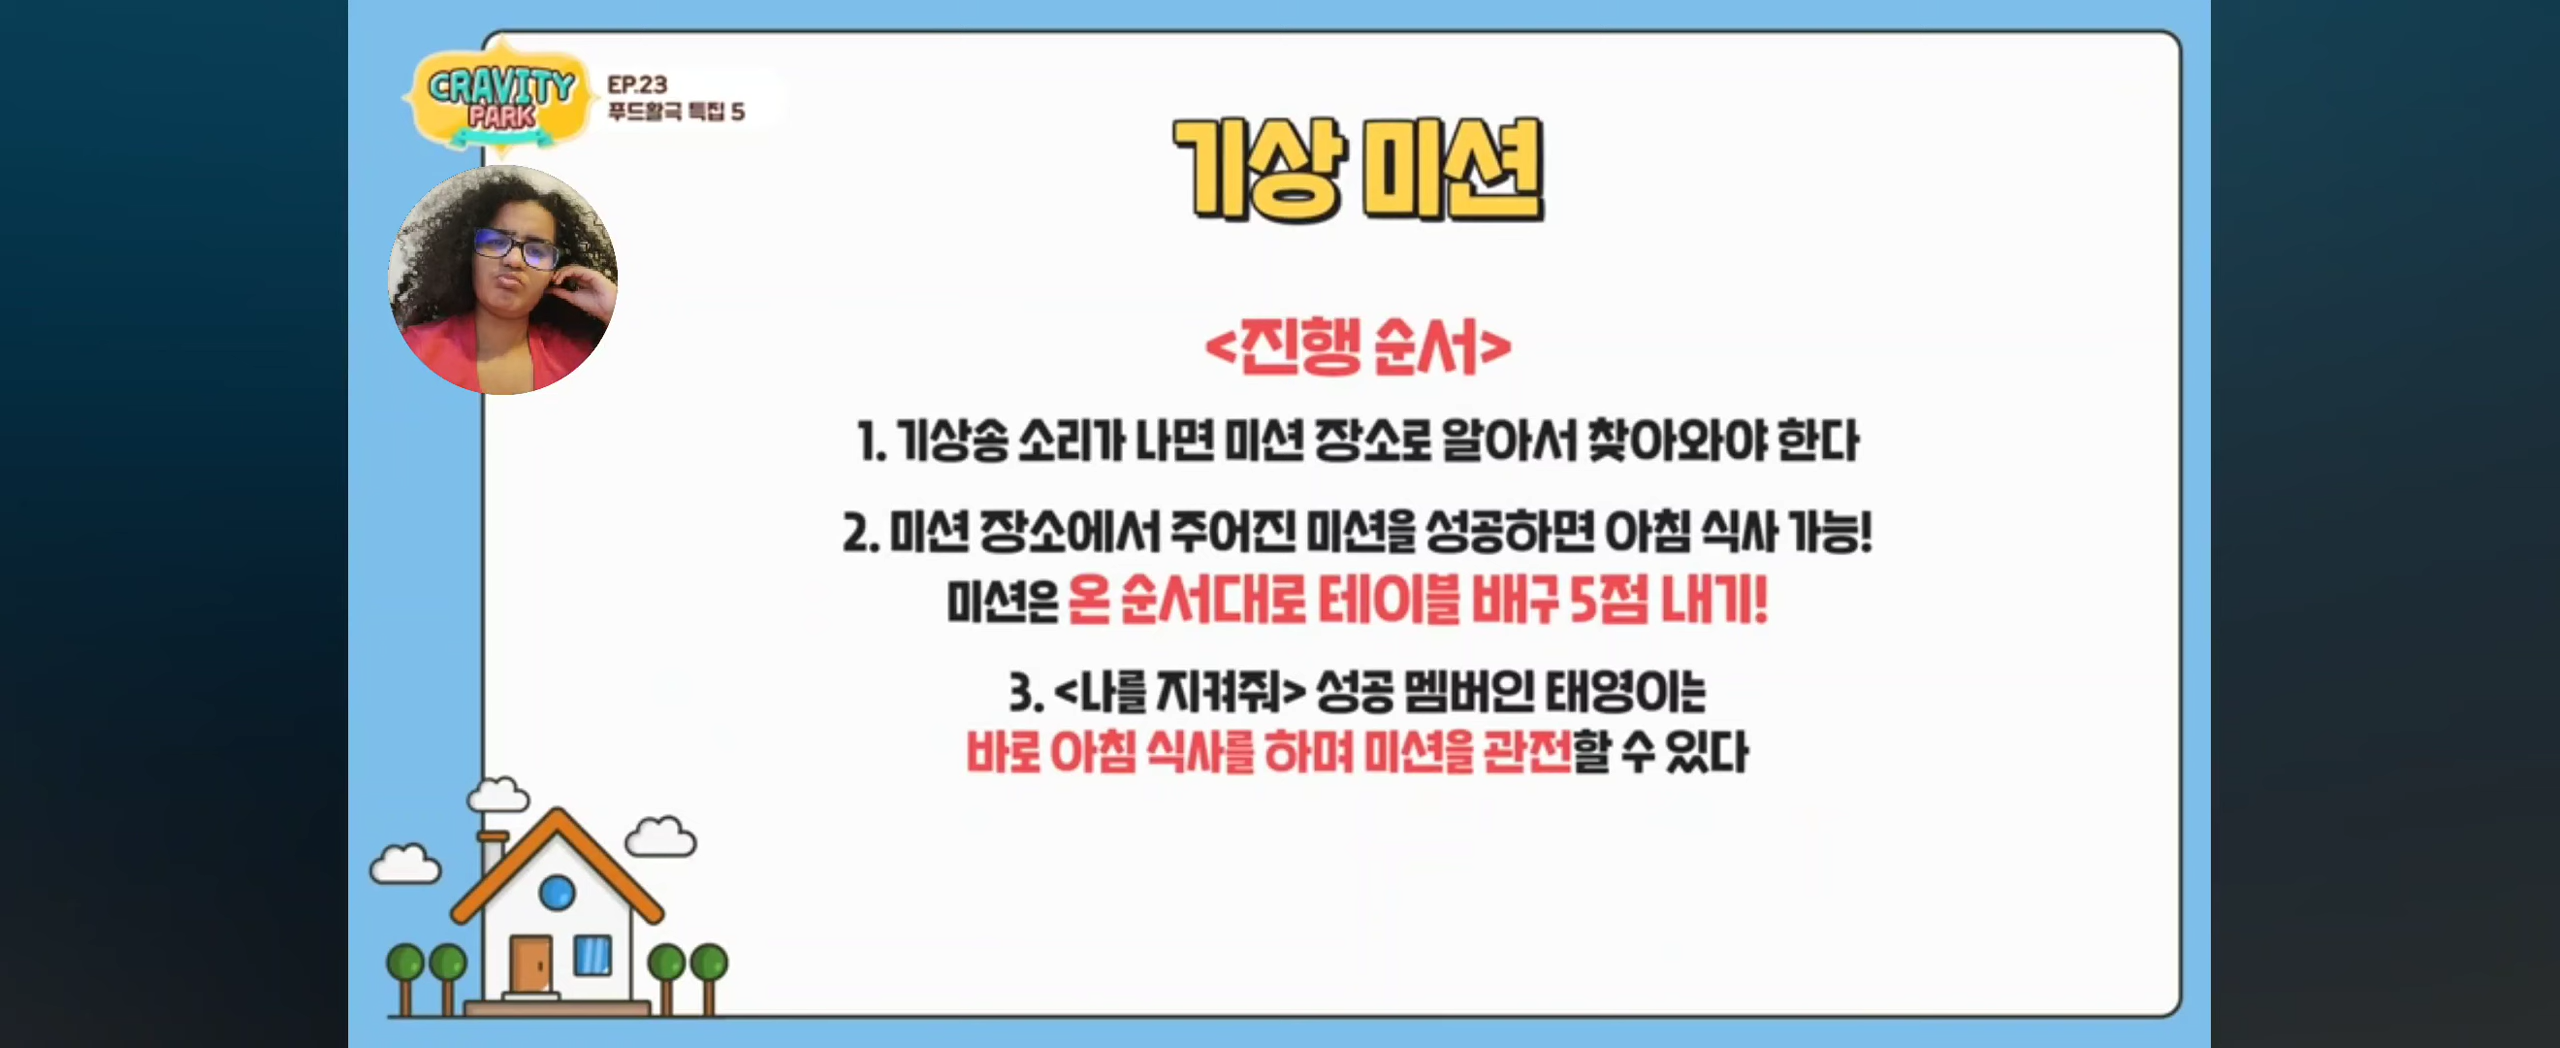 CRAVITY
PARK
EP.23
푸드활극 특집 5
기상 미션
<진행 순서>
1. 기상송 소리가 나면 미션 장소로 알아서 찾아와야 한다
2. 미션 장소에서 주어진 미션을 성공하면 아침 식사 가능!
미션은 온 순서대로 테이블 배구 5점 내기!
3. <나를 지켜줘> 성공 멤버인 태영이는
바로 아침 식사를 하며 미션을 관전할 수 있다